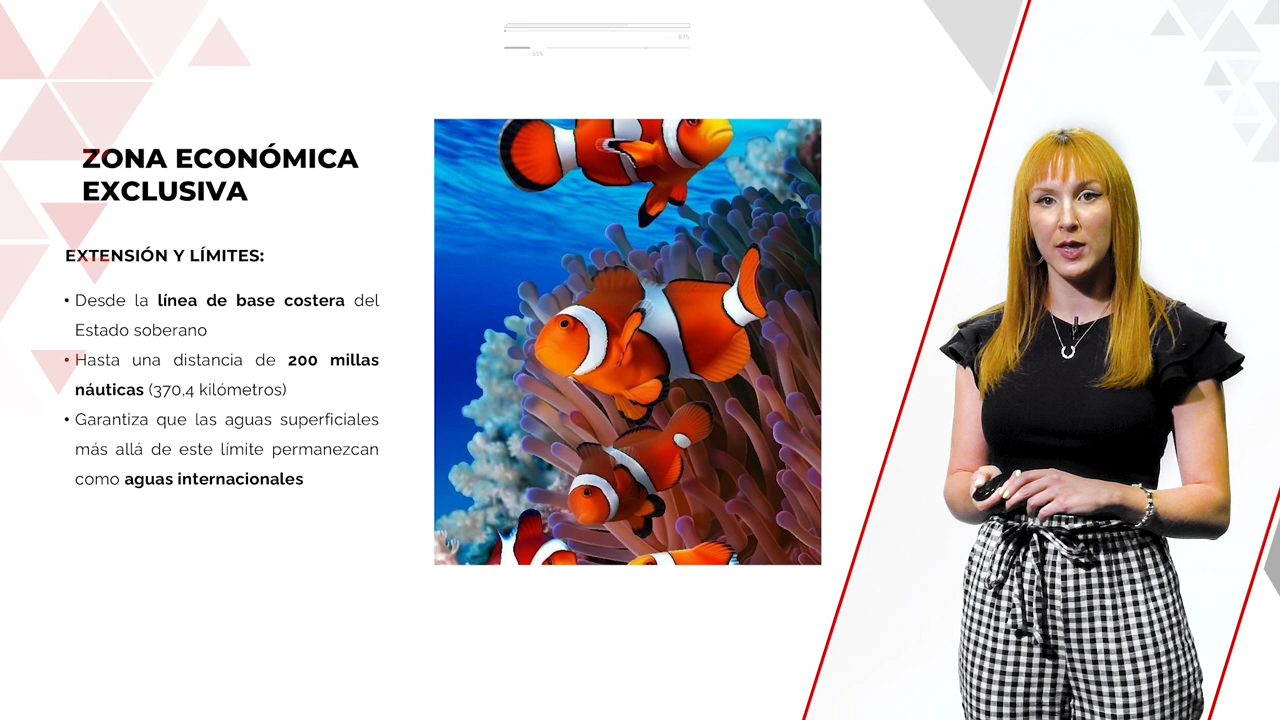 67%
65%
ZONA ECONÓMICA
EXCLUSIVA
EXTENSIÓN Y LÍMITES:
• Desde la línea de base costera del
Estado soberano
• Hasta una distancia de 200 millas
náuticas (370,4 kilómetros)
• Garantiza que las aguas superficiales
más allá de este límite permanezcan
como aguas internacionales